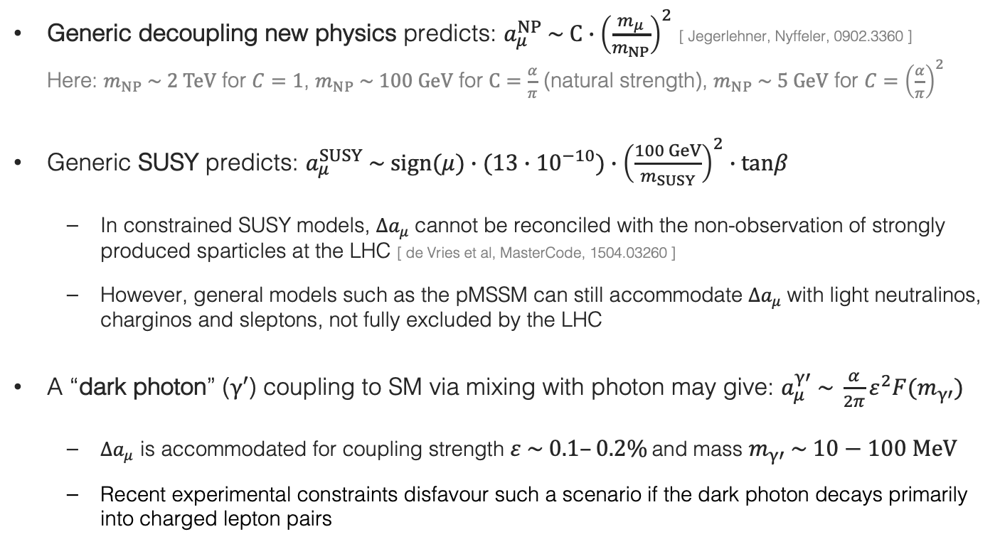 • Generic decoupling new physics predicts: a_μ^NP ~ C · (m_μ / m_NP)^2 [ Jegerlehner, Nyffeler, 0902.3360 ]
Here: m_NP ~ 2 TeV for C = 1, m_NP ~ 100 GeV for C = α/π (natural strength), m_NP ~ 5 GeV for C = (α/π)^2
• Generic SUSY predicts: a_μ^SUSY ~ sign(μ) · (13 · 10^−10) · (100 GeV / m_SUSY)^2 · tanβ
– In constrained SUSY models, Δa_μ cannot be reconciled with the non-observation of strongly
produced sparticles at the LHC [ de Vries et al, MasterCode, 1504.03260 ]
– However, general models such as the pMSSM can still accommodate Δa_μ with light neutralinos,
charginos and sleptons, not fully excluded by the LHC
• A “dark photon” (γ′) coupling to SM via mixing with photon may give: a_μ^γ′ ~ α/2π ε^2 F(m_γ′)
– Δa_μ is accommodated for coupling strength ε ~ 0.1– 0.2% and mass m_γ′ ~ 10 − 100 MeV
– Recent experimental constraints disfavour such a scenario if the dark photon decays primarily
into charged lepton pairs